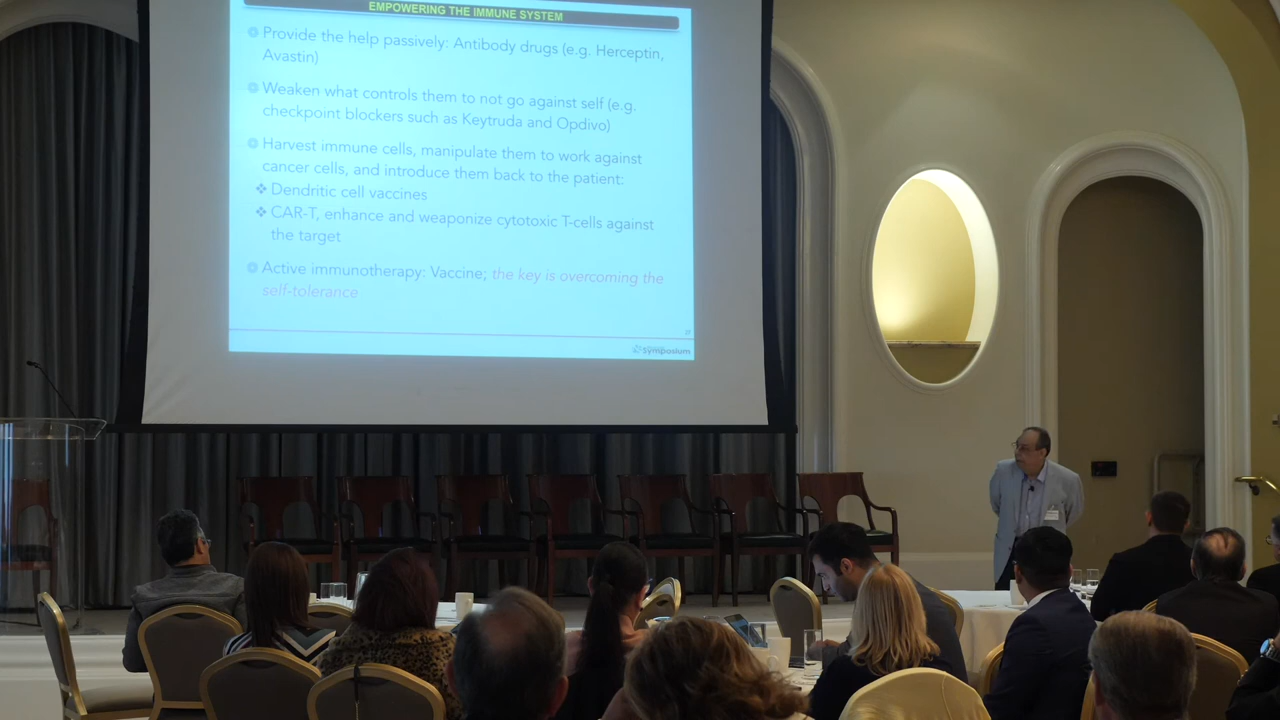 EMPOWERING THE IMMUNE SYSTEM
Provide the help passively: Antibody drugs (e.g. Herceptin,
Avastin)
Weaken what controls them to not go against self (e.g.
checkpoint blockers such as Keytruda and Opdivo)
Harvest immune cells, manipulate them to work against
cancer cells, and introduce them back to the patient:
❖ Dendritic cell vaccines
❖ CAR-T, enhance and weaponize cytotoxic T-cells against
the target
Active immunotherapy: Vaccine; the key is overcoming the
self-tolerance
Symposium